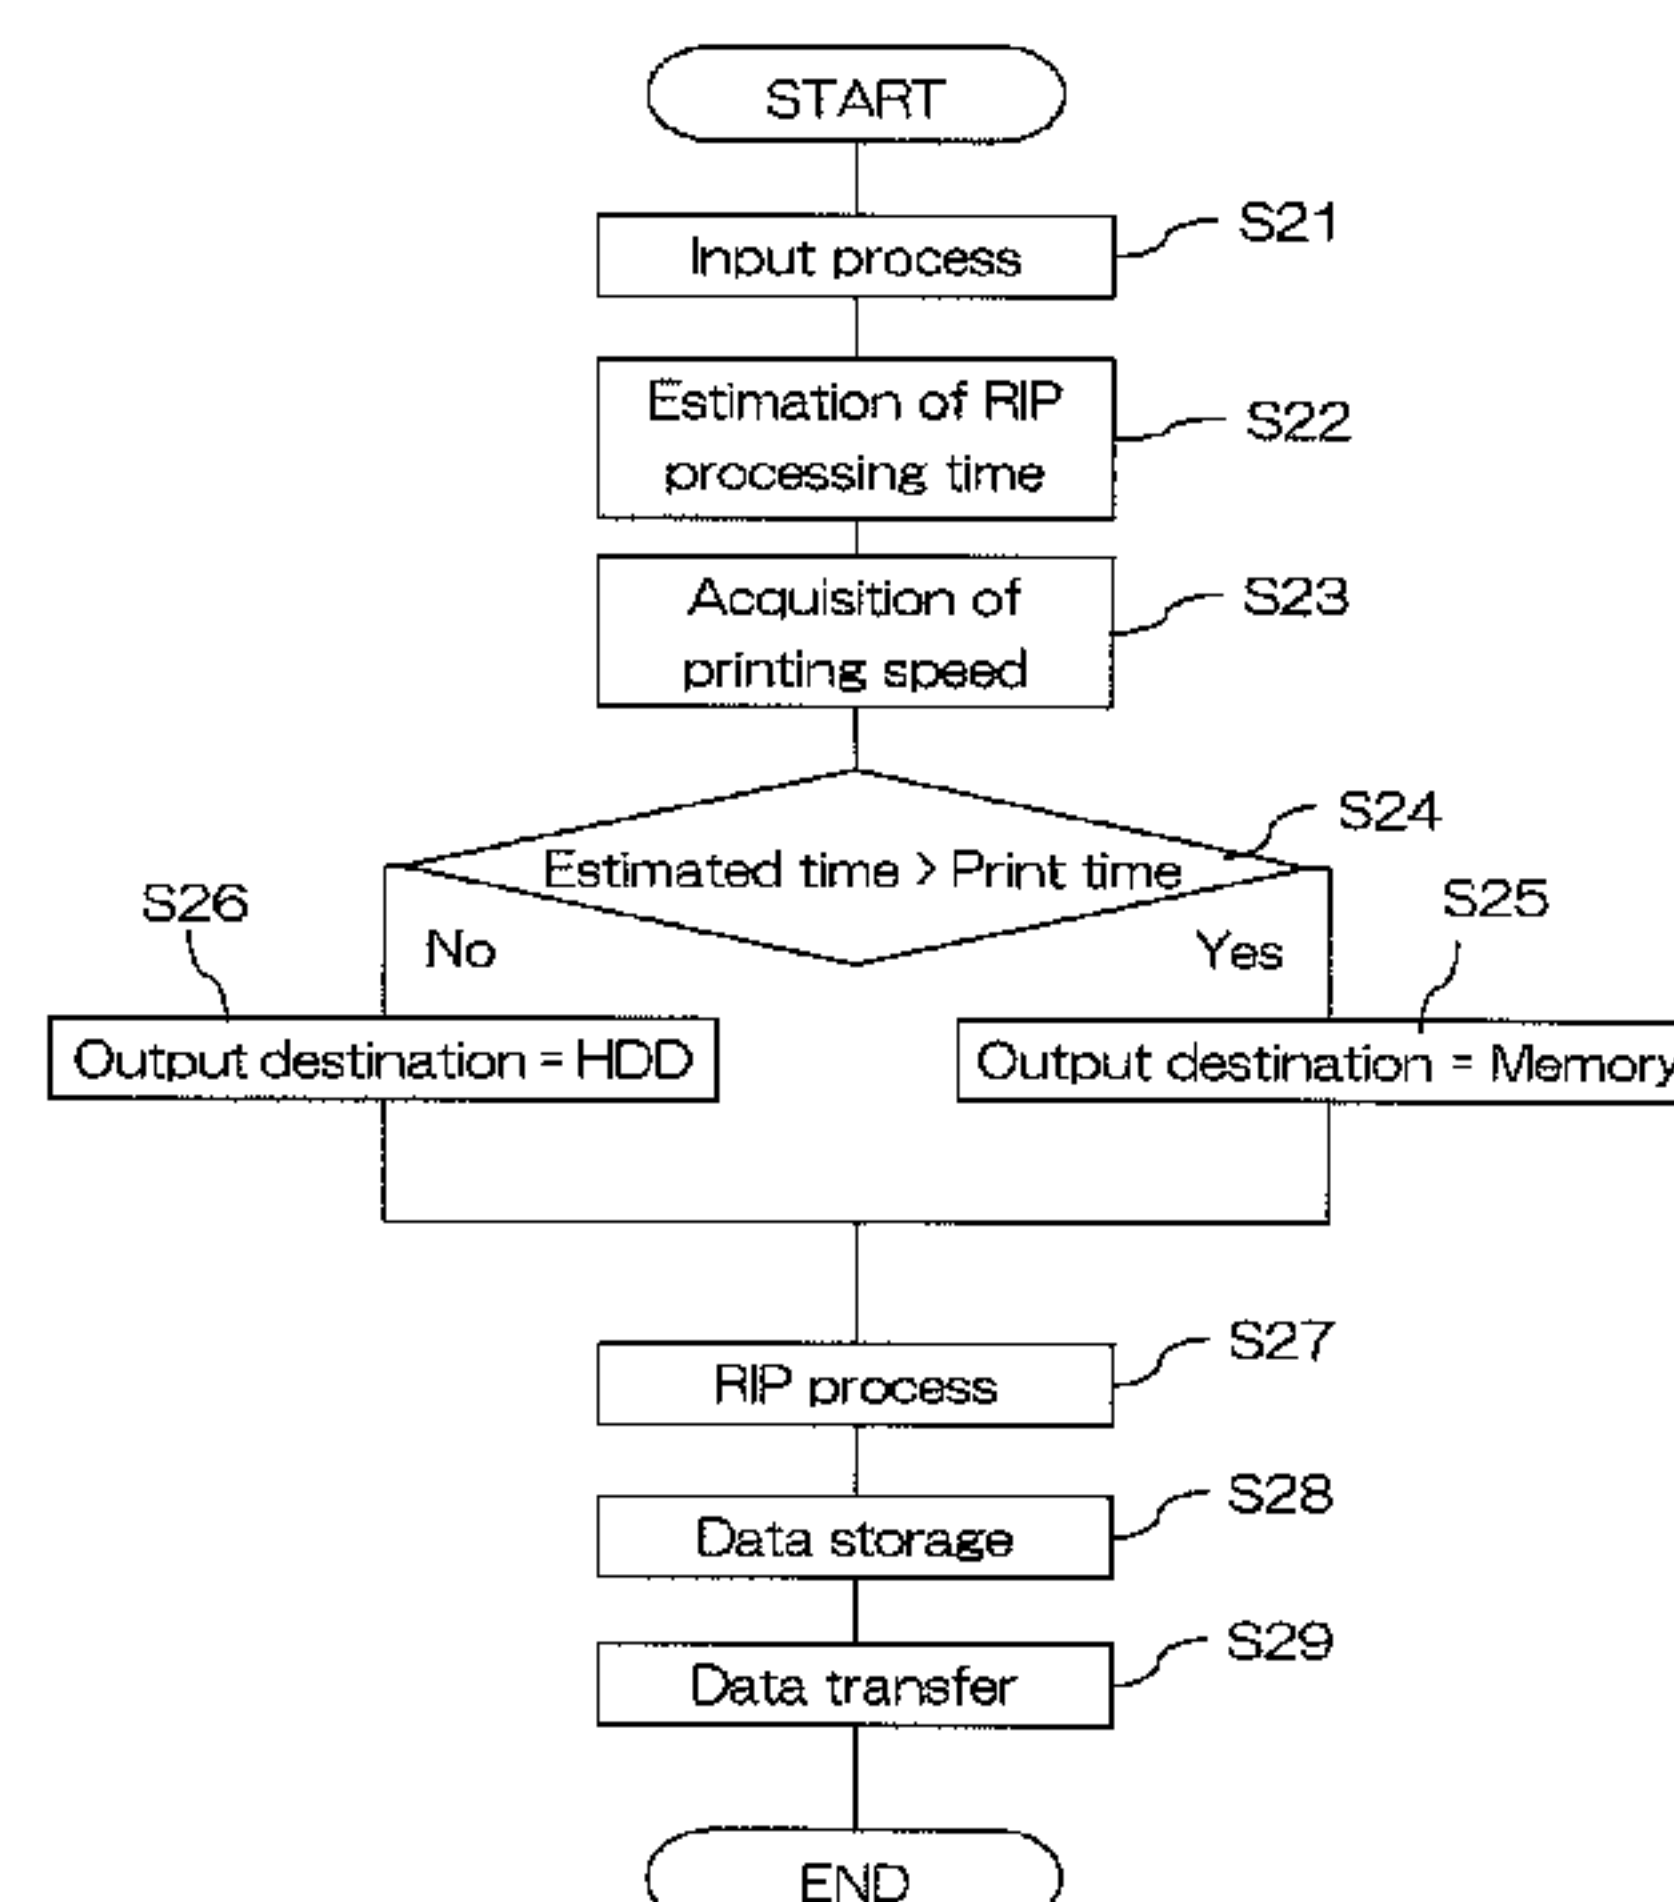 START
Input process
S21
Estimation of RIP
processing time
S22
Acquisition of
printing speed
S23
Estimated time > Print time
S24
No
Yes
S26
S25
Output destination = HDD
Output destination = Memory
RIP process
S27
Data storage
S28
Data transfer
S29
END